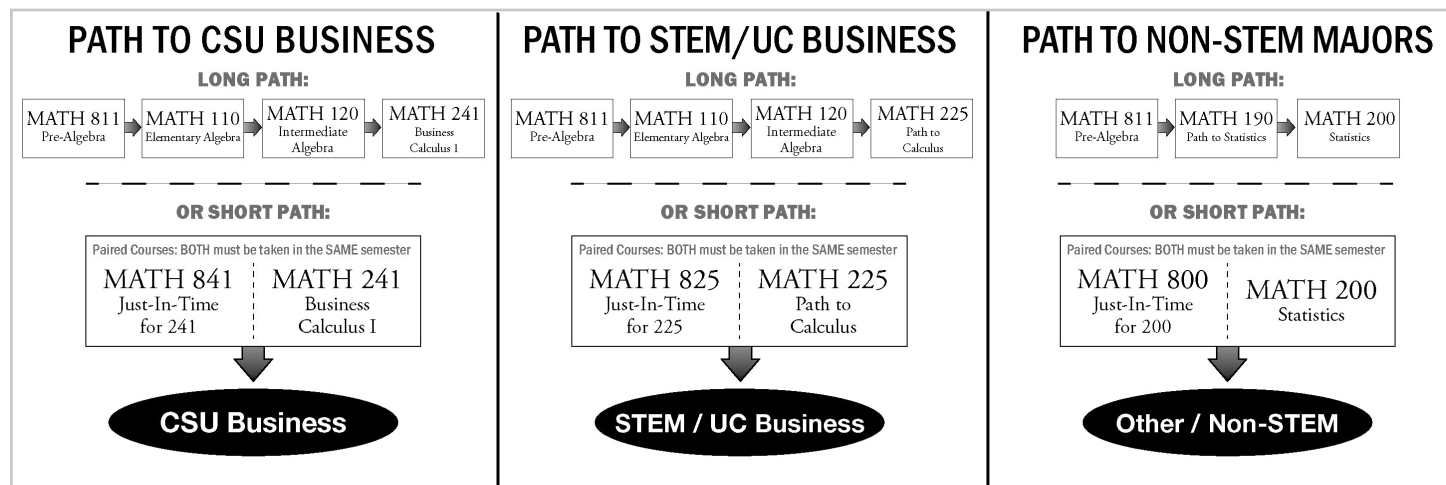 PATH TO CSU BUSINESS
LONG PATH:
MATH 811
Pre-Algebra
MATH 110
Elementary Algebra
MATH 120
Intermediate
Algebra
MATH 241
Business
Calculus I
OR SHORT PATH:
Paired Courses: BOTH must be taken in the SAME semester
MATH 841
Just-In-Time
for 241
MATH 241
Business
Calculus I
CSU Business
PATH TO STEM/UC BUSINESS
LONG PATH:
MATH 811
Pre-Algebra
MATH 110
Elementary Algebra
MATH 120
Intermediate
Algebra
MATH 225
Path to
Calculus
OR SHORT PATH:
Paired Courses: BOTH must be taken in the SAME semester
MATH 825
Just-In-Time
for 225
MATH 225
Path to
Calculus
STEM / UC Business
PATH TO NON-STEM MAJORS
LONG PATH:
MATH 811
Pre-Algebra
MATH 190
Path to Statistics
MATH 200
Statistics
OR SHORT PATH:
Paired Courses: BOTH must be taken in the SAME semester
MATH 800
Just-In-Time
for 200
MATH 200
Statistics
Other / Non-STEM